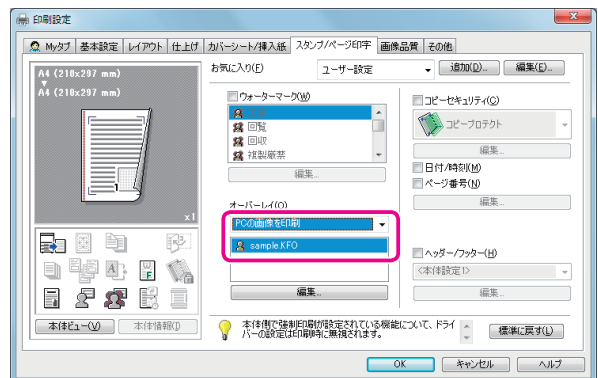 印刷設定
Myタブ 基本設定 レイアウト 仕上げ カバーシート/挿入紙 スタンプ/ページ印字 画像品質 その他
A4 (210x297 mm)
A4 (210x297 mm)
1
x1
本体ビュー(V) 本体情報(I)
お気に入り(F) ユーザー設定 追加(D).. 編集(E)..
ウォーターマーク(W)
回覧
回収
複製厳禁
編集...
オーバーレイ(O)
PCの画像を印刷
sample.KFO
編集...
コピーセキュリティ(C)
コピープロテクト
編集...
日付/時刻(M)
ページ番号(N)
編集...
ヘッダー/フッター(H)
<本体設定1>
編集...
本体側で強制印刷が設定されている機能について、ドライ
バーの設定は印刷時に無視されます。
標準に戻す(L)
OK キャンセル ヘルプ